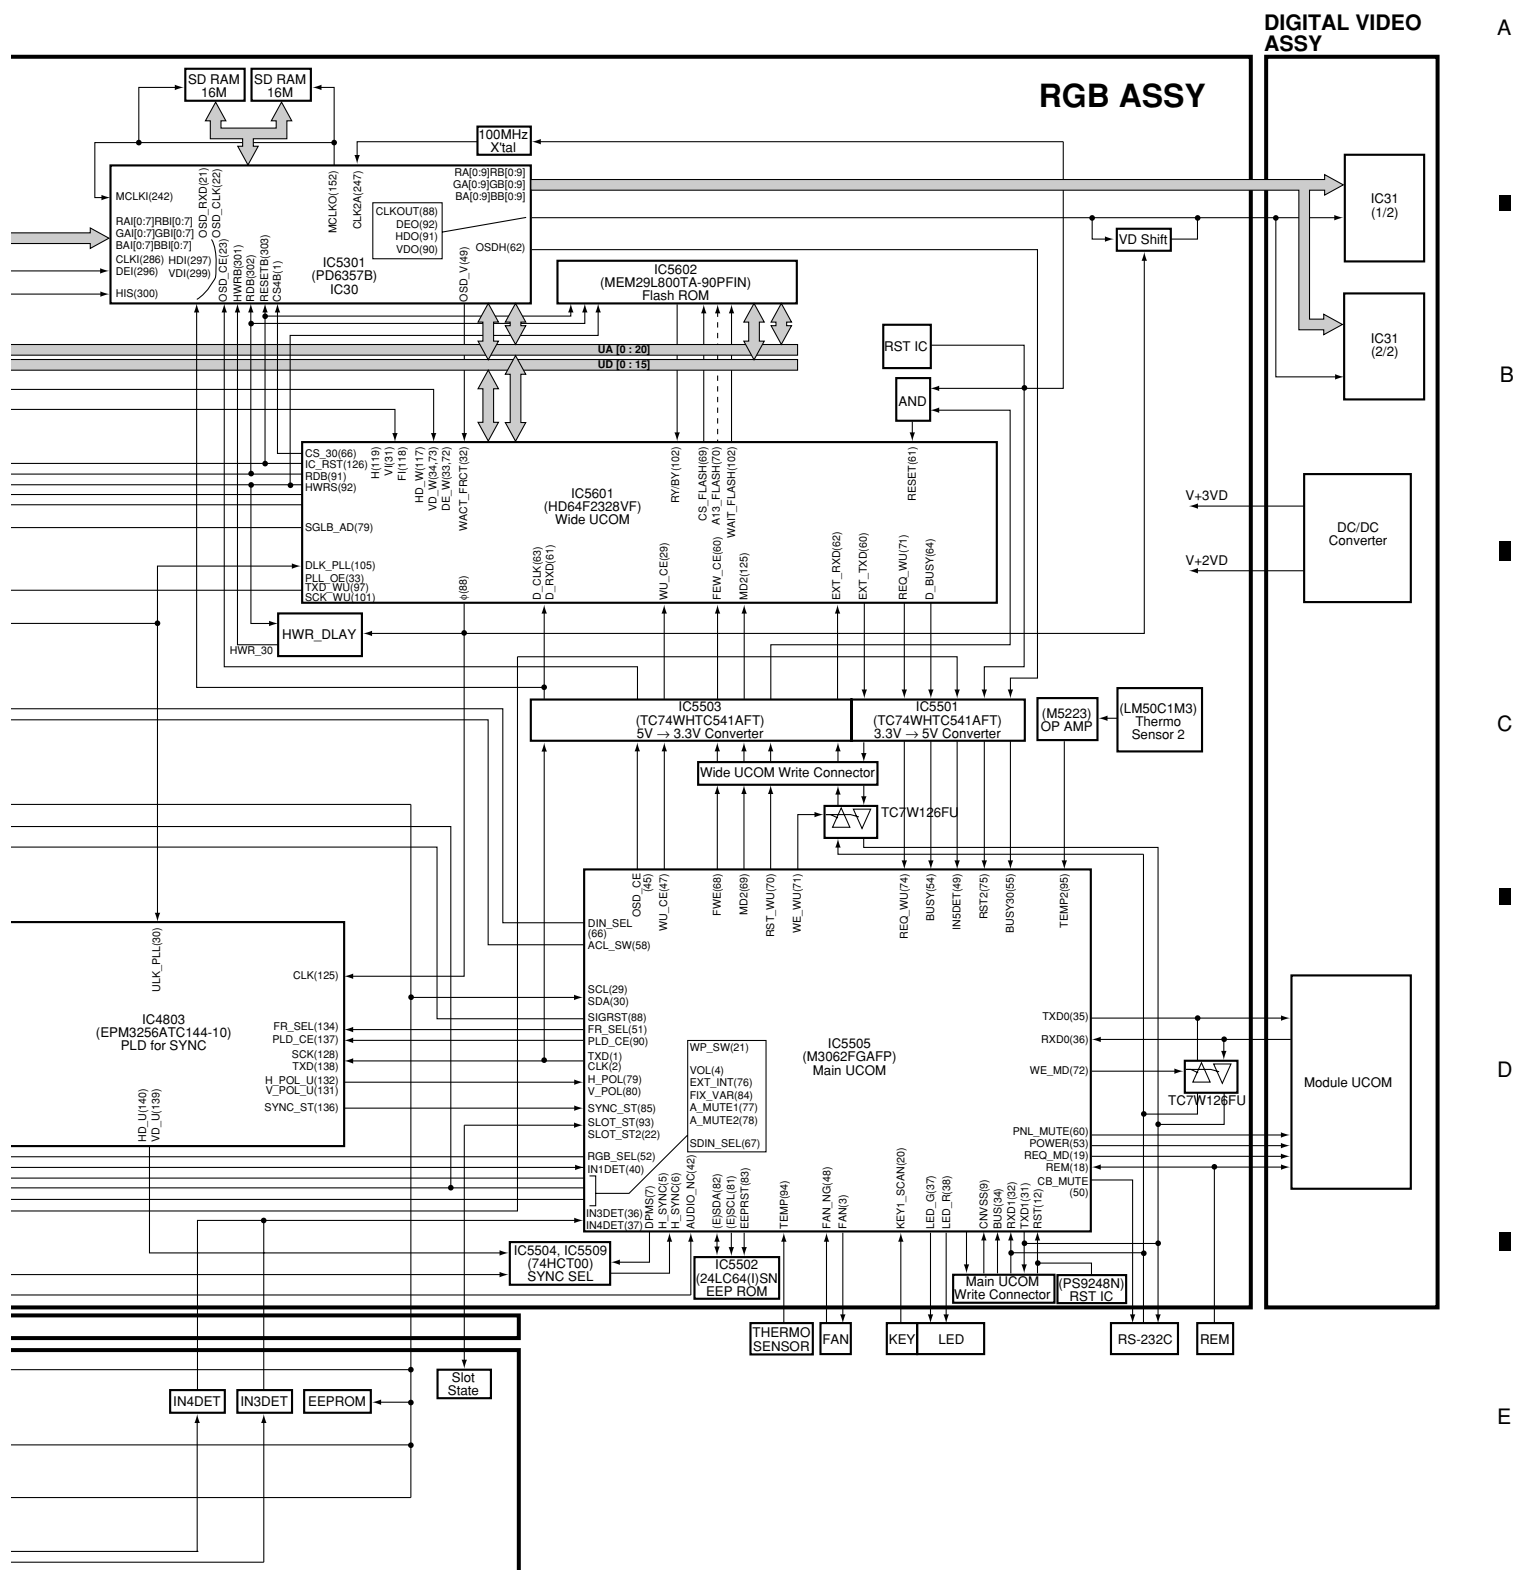 DIGITAL VIDEO
ASSY
A
RGB ASSY
SD RAM
16M
SD RAM
16M
100MHz
X'tal
MCLKI(242)
OSD_RXD(21)
OSD_CLK(22)
MCLKO(152)
CLK2A(247)
RA[0:9]RB[0:9]
GA[0:9]GB[0:9]
BA[0:9]BB[0:9]
RAI[0:7]RBI[0:7]
GAI[0:7]GBI[0:7]
BAI[0:7]BBI[0:7]
CLKI(286)
HDI(297)
DEI(296)
VDI(299)
HIS(300)
CLKOUT(88)
DEO(92)
HDO(91)
VDO(90)
OSDH(62)
IC5301
(PD6357B)
IC30
OSD_CE(23)
HWRB(301)
RDB(302)
RESETB(303)
CS4B(1)
OSD_V(49)
IC5602
(MEM29L800TA-90PFIN)
Flash ROM
VD Shift
IC31
(1/2)
IC31
(2/2)
UA [0 : 20]
UD [0 : 15]
RST IC
AND
B
CS_30(66)
IC_RST(126)
RDB(91)
HWRS(92)
SGLB_AD(79)
DLK_PLL(105)
PLL_OE(33)
TXD_WU(97)
SCK_WU(101)
H(119)
VI(31)
FI(118)
HD_W(117)
VD_W(34,73)
DE_W(33,72)
WACT_FRCT(32)
RY/BY(102)
CS_FLASH(69)
A13_FLASH(70)
WAIT_FLASH(102)
RESET(61)
IC5601
(HD64F2328VF)
Wide UCOM
φ(88)
D_CLK(63)
D_RXD(61)
WU_CE(29)
FEW_CE(60)
MD2(125)
EXT_RXD(62)
EXT_TXD(60)
REQ_WU(71)
D_BUSY(64)
V+3VD
V+2VD
DC/DC
Converter
HWR_DLAY
HWR_30
IC5503
(TC74WHTC541AFT)
5V → 3.3V Converter
IC5501
(TC74WHTC541AFT)
3.3V → 5V Converter
(M5223)
OP AMP
(LM50C1M3)
Thermo
Sensor 2
C
Wide UCOM Write Connector
TC7W126FU
OSD_CE
(45)
WU_CE(47)
FWE(68)
MD2(69)
RST_WU(70)
WE_WU(71)
REQ_WU(74)
BUSY(54)
IN5DET(49)
RST2(75)
BUSY30(55)
TEMP2(95)
DIN_SEL
(66)
ACL_SW(58)
SCL(29)
SDA(30)
SIGRST(88)
FR_SEL(51)
PLD_CE(90)
TXD(1)
CLK(2)
H_POL(79)
V_POL(80)
SYNC_ST(85)
SLOT_ST(93)
SLOT_ST2(22)
RGB_SEL(52)
IN1DET(40)
IN3DET(36)
IN4DET(37)
WP_SW(21)
VOL(4)
EXT_INT(76)
FIX_VAR(84)
A_MUTE1(77)
A_MUTE2(78)
SDIN_SEL(67)
IC5505
(M3062FGAFP)
Main UCOM
TXD0(35)
RXD0(36)
WE_MD(72)
PNL_MUTE(60)
POWER(53)
REQ_MD(19)
REM(18)
CB_MUTE
(50)
DPMS(7)
H_SYNC(5)
H_SYNC(6)
AUDIO_NC(42)
(E)SDA(82)
(E)SCL(81)
EEPRST(83)
TEMP(94)
FAN_NG(48)
FAN(3)
KEY1_SCAN(20)
LED_G(37)
LED_R(38)
CNVSS(9)
BUS(34)
RXD1(32)
TXD1(31)
RST(12)
ULK_PLL(30)
CLK(125)
IC4803
(EPM3256ATC144-10)
PLD for SYNC
FR_SEL(134)
PLD_CE(137)
SCK(128)
TXD(138)
H_POL_U(132)
V_POL_U(131)
SYNC_ST(136)
HD_U(140)
VD_U(139)
TC7W126FU
Module UCOM
D
IC5504, IC5509
(74HCT00)
SYNC SEL
IC5502
(24LC64(I)SN
EEP ROM
Main UCOM
Write Connector
(PS9248N)
RST IC
THERMO
SENSOR
FAN
KEY
LED
RS-232C
REM
Slot
State
IN4DET
IN3DET
EEPROM
E